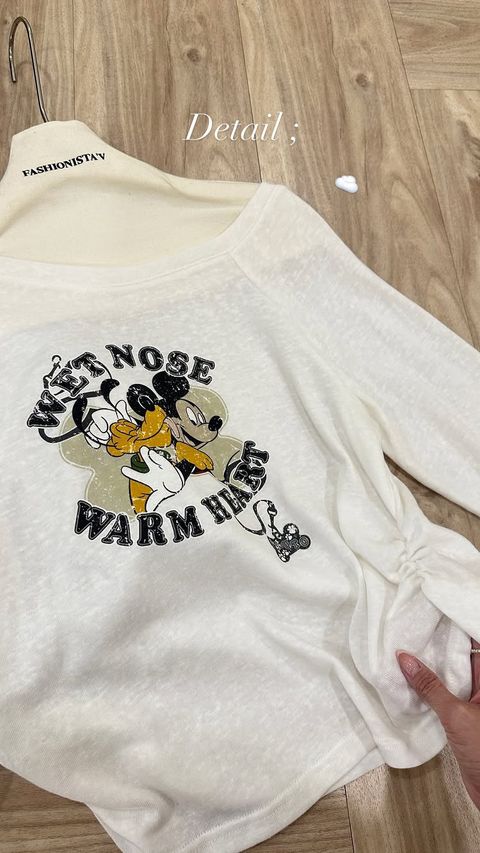 Detail ;
FASHIONISTA'V
WET NOSE
WARM HEART